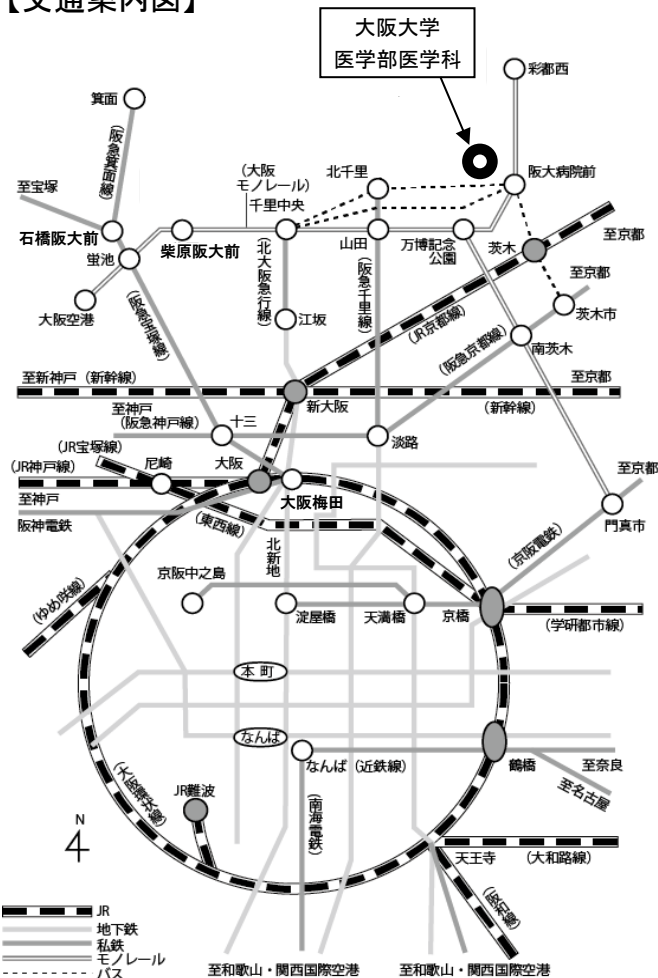 【交通案内図】
大阪大学
医学部医学科
彩都西
箕面
(阪急箕面線)
(大阪
モノレール)
北千里
阪大病院前
至宝塚
千里中央
石橋阪大前
柴原阪大前
山田
万博記念
公園
茨木
至京都
蛍池
(北大阪急行線)
(阪急千里線)
至京都
大阪空港
(阪急宝塚線)
江坂
(JR京都線)
茨木市
(阪急京都線)
南茨木
至新神戸(新幹線)
至京都
新大阪
(新幹線)
至神戸
(阪急神戸線)
十三
淡路
(JR宝塚線)
(JR神戸線)
尼崎
大阪
至京都
至神戸
大阪梅田
阪神電鉄
(東西線)
門真市
北新地
(京阪電鉄)
京阪中之島
(ゆめ咲線)
淀屋橋
天満橋
京橋
(学研都市線)
本町
なんば
なんば(近鉄線)
鶴橋
至奈良
至名古屋
(大阪環状線)
JR難波
(南海電鉄)
N
天王寺
(大和路線)
(阪和線)
JR
地下鉄
私鉄
モノレール
バス
至和歌山・関西国際空港
至和歌山・関西国際空港